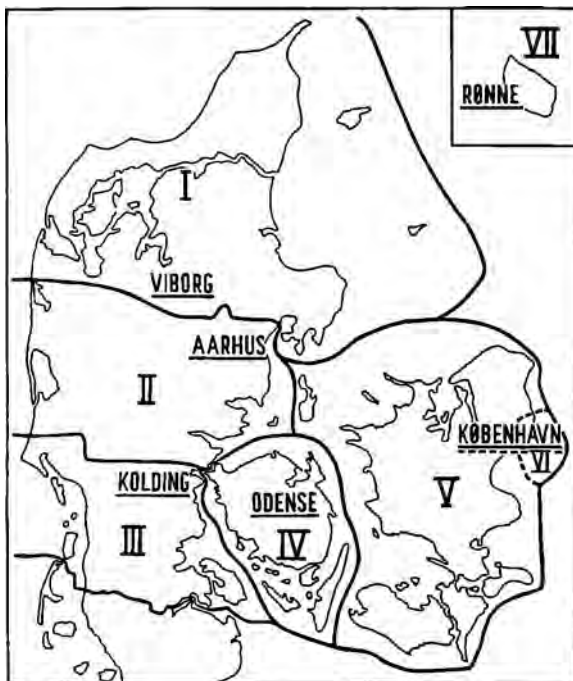 VII
RØNNE
I
VIBORG
AARHUS
II
KØBENHAVN
VI
KOLDING
V
ODENSE
III
IV